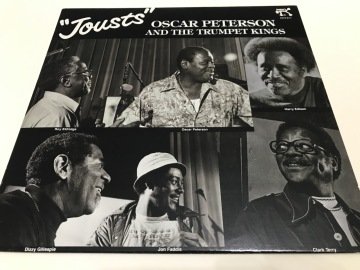 "Jousts"
OSCAR PETERSON
AND THE TRUMPET KINGS
Harry Edison
Roy Eldridge
Oscar Peterson
Dizzy Gillespie
Jon Faddis
Clark Terry